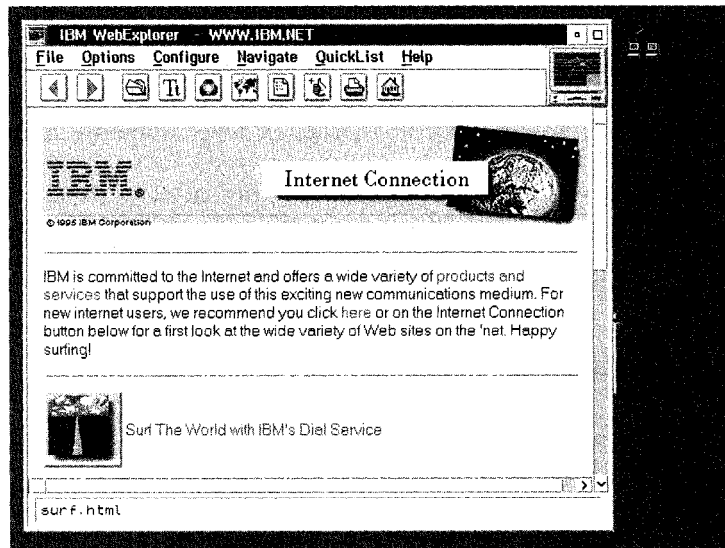 IBM WebExplorer - WWW.IBM.NET
File Options Configure Navigate QuickList Help
Tt
IBM®
Internet Connection
© 1995 IBM Corporation
IBM is committed to the Internet and offers a wide variety of products and
services that support the use of this exciting new communications medium. For
new internet users, we recommend you click here or on the Internet Connection
button below for a first look at the wide variety of Web sites on the 'net. Happy
surfing!
Surf The World with IBM's Dial Service
surf.html